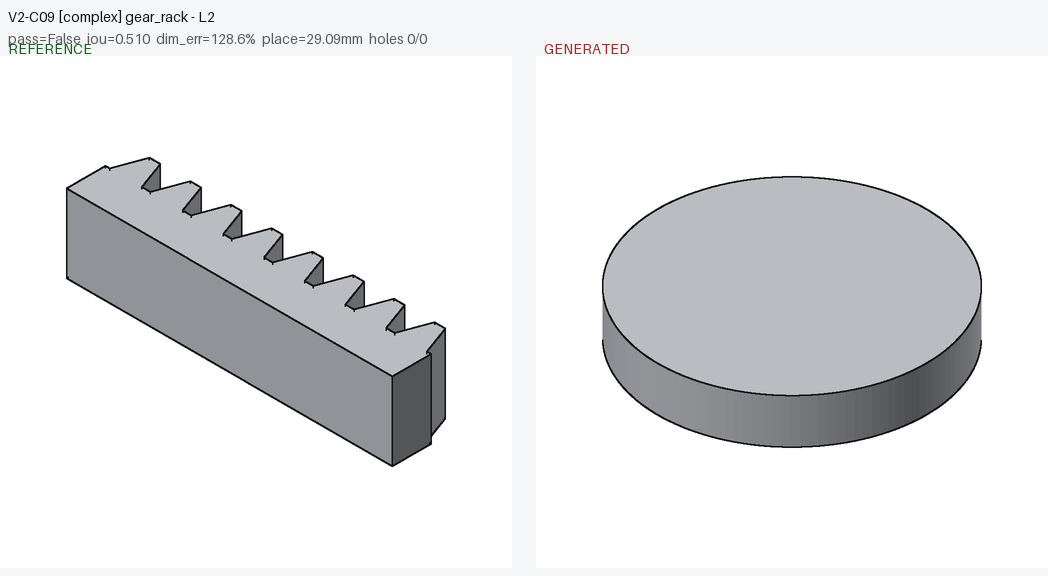 V2-C09 [complex] gear_rack - L2
pass=False iou=0.510 dim_err=128.6% place=29.09mm holes 0/0
REFERENCE
GENERATED